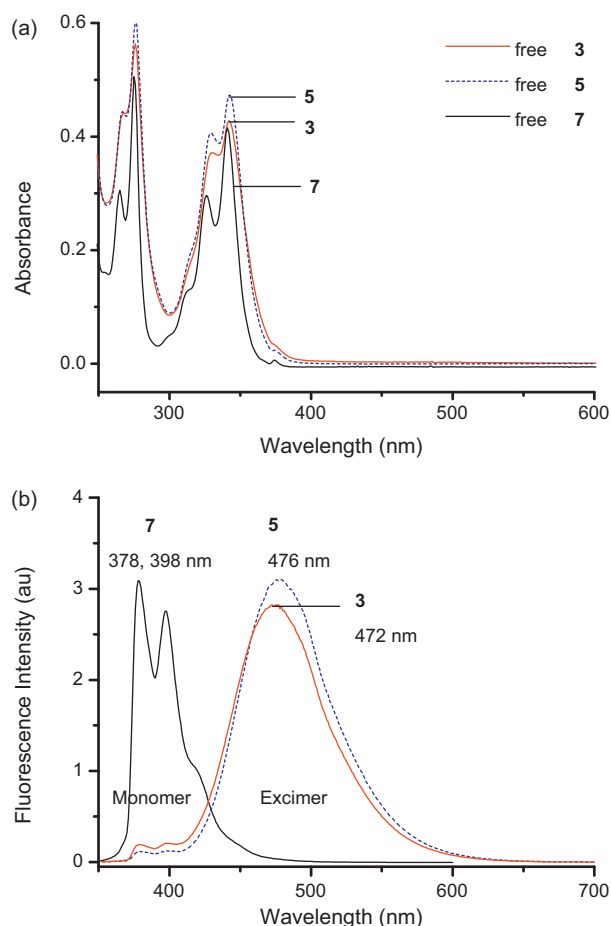 (a)
0.6
0.4
0.2
0.0
Absorbance
5
3
7
free 3
free 5
free 7
300 400 500 600
Wavelength (nm)
(b)
4
3
2
1
0
Fluorescence Intensity (au)
7
378, 398 nm
5
476 nm
3
472 nm
Monomer
Excimer
400 500 600 700
Wavelength (nm)